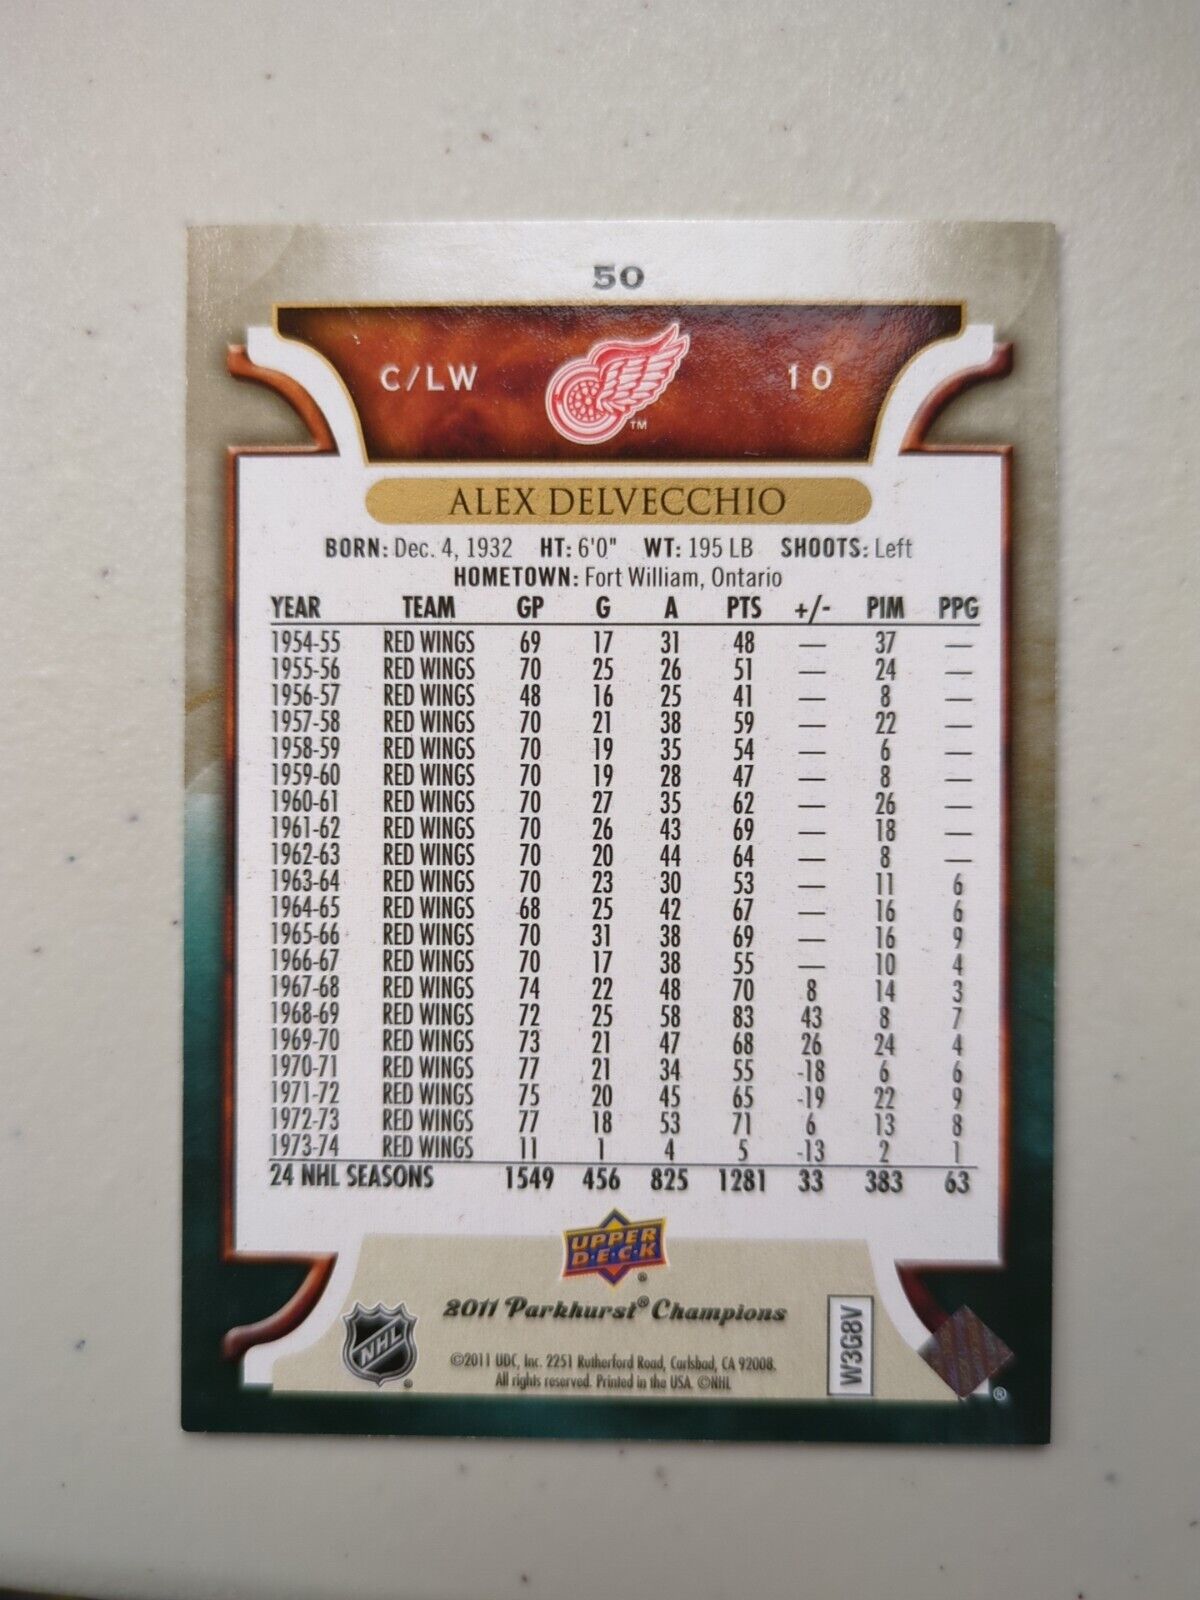 50
C/LW 10
TM
ALEX DELVECCHIO
BORN: Dec. 4, 1932 HT: 6'0" WT: 195 LB SHOOTS: Left
HOMETOWN: Fort William, Ontario
YEAR TEAM GP G A PTS +/- PIM PPG
1954-55 RED WINGS 69 17 31 48 — 37 —
1955-56 RED WINGS 70 25 26 51 — 24 —
1956-57 RED WINGS 48 16 25 41 — 8 —
1957-58 RED WINGS 70 21 38 59 — 22 —
1958-59 RED WINGS 70 19 35 54 — 6 —
1959-60 RED WINGS 70 19 28 47 — 8 —
1960-61 RED WINGS 70 27 35 62 — 26 —
1961-62 RED WINGS 70 26 43 69 — 18 —
1962-63 RED WINGS 70 20 44 64 — 8 —
1963-64 RED WINGS 70 23 30 53 — 11 6
1964-65 RED WINGS 68 25 42 67 — 16 6
1965-66 RED WINGS 70 31 38 69 — 16 9
1966-67 RED WINGS 70 17 38 55 — 10 4
1967-68 RED WINGS 74 22 48 70 8 14 3
1968-69 RED WINGS 72 25 58 83 43 8 7
1969-70 RED WINGS 73 21 47 68 26 24 4
1970-71 RED WINGS 77 21 34 55 -18 6 6
1971-72 RED WINGS 75 20 45 65 -19 22 9
1972-73 RED WINGS 77 18 53 71 6 13 8
1973-74 RED WINGS 11 1 4 5 -13 2 1
24 NHL SEASONS 1549 456 825 1281 33 383 63
UPPER
D·E·C·K ®
2011 Parkhurst® Champions
NHL ®
©2011 UDC, Inc. 2251 Rutherford Road, Carlsbad, CA 92008.
All rights reserved. Printed in the USA. ©NHL
W3G8V
®